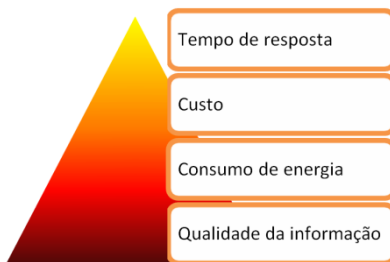 Tempo de resposta
Custo
Consumo de energia
Qualidade da informação